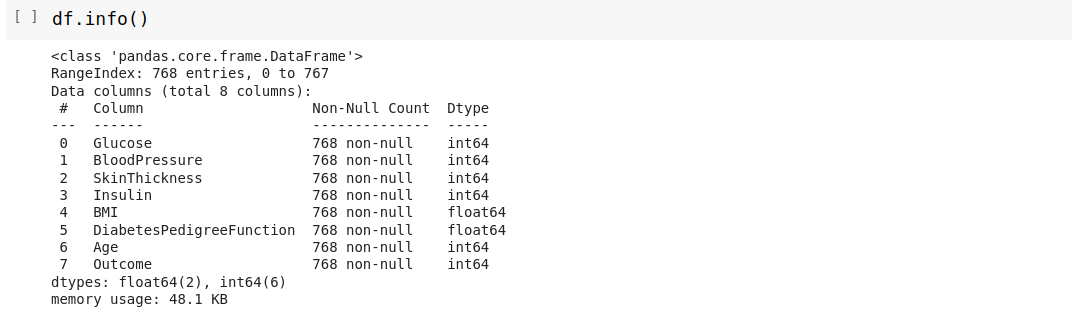 [ ] df.info()
<class 'pandas.core.frame.DataFrame'>
RangeIndex: 768 entries, 0 to 767
Data columns (total 8 columns):
 #   Column                    Non-Null Count  Dtype
---  ------                    --------------  -----
 0   Glucose                   768 non-null    int64
 1   BloodPressure             768 non-null    int64
 2   SkinThickness             768 non-null    int64
 3   Insulin                   768 non-null    int64
 4   BMI                       768 non-null    float64
 5   DiabetesPedigreeFunction  768 non-null    float64
 6   Age                       768 non-null    int64
 7   Outcome                   768 non-null    int64
dtypes: float64(2), int64(6)
memory usage: 48.1 KB